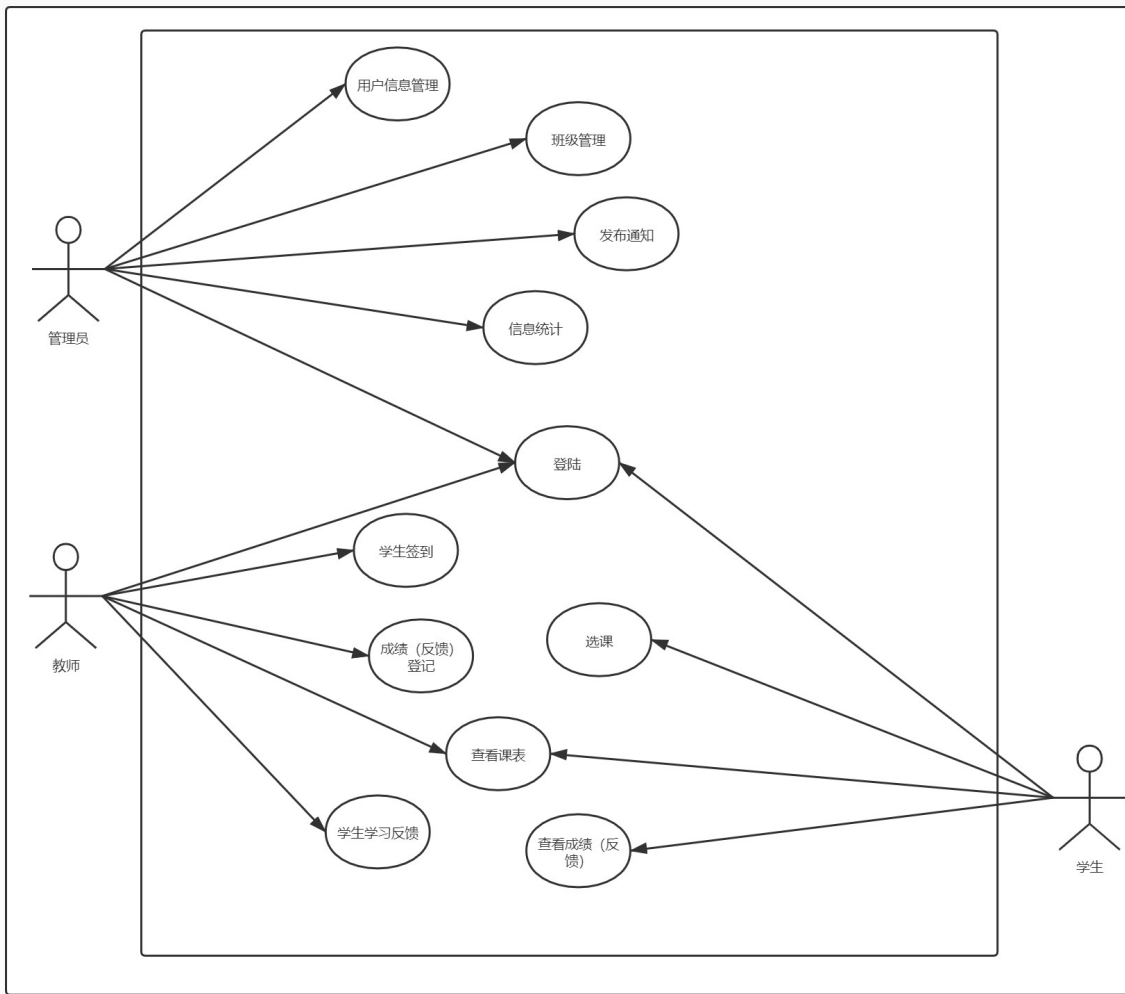 用户信息管理
班级管理
发布通知
信息统计
管理员
登陆
学生签到
成绩（反馈）
登记
选课
教师
查看课表
学生学习反馈
查看成绩（反
馈）
学生